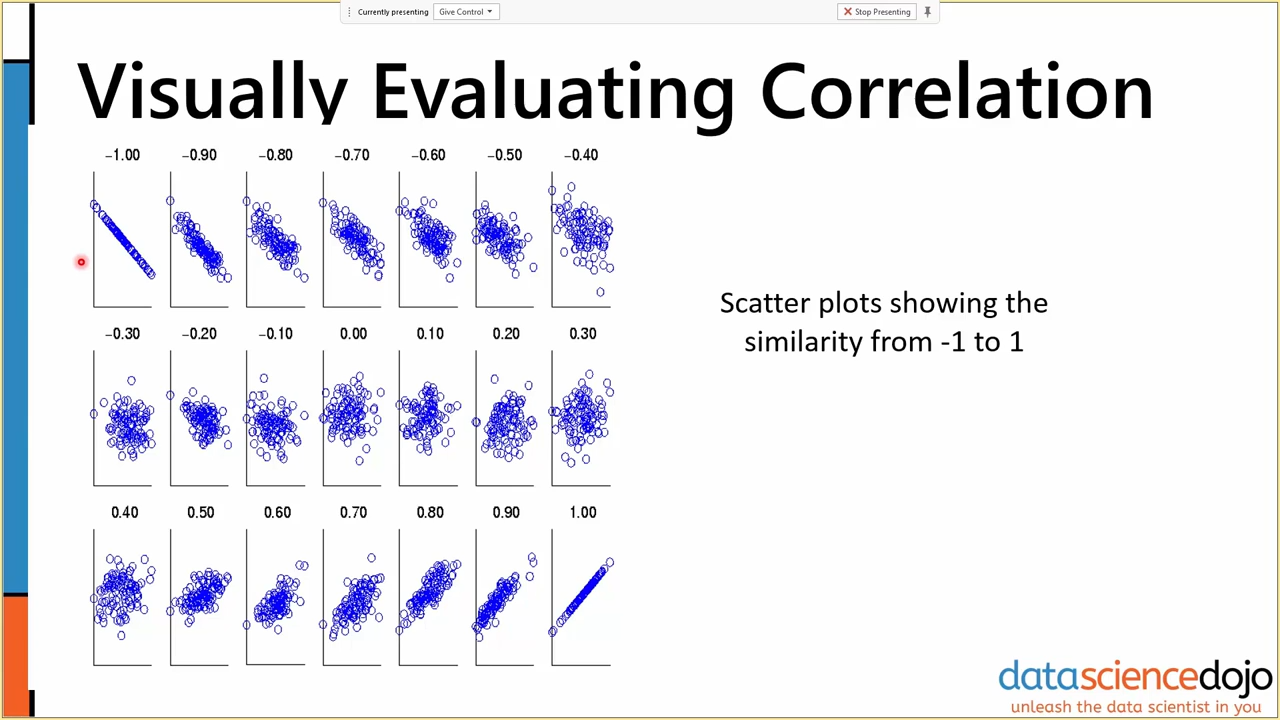 Currently presenting Give Control Stop Presenting
Visually Evaluating Correlation
−1.00 −0.90 −0.80 −0.70 −0.60 −0.50 −0.40
−0.30 −0.20 −0.10 0.00 0.10 0.20 0.30
0.40 0.50 0.60 0.70 0.80 0.90 1.00
Scatter plots showing the
similarity from -1 to 1
datasciencedojo
unleash the data scientist in you